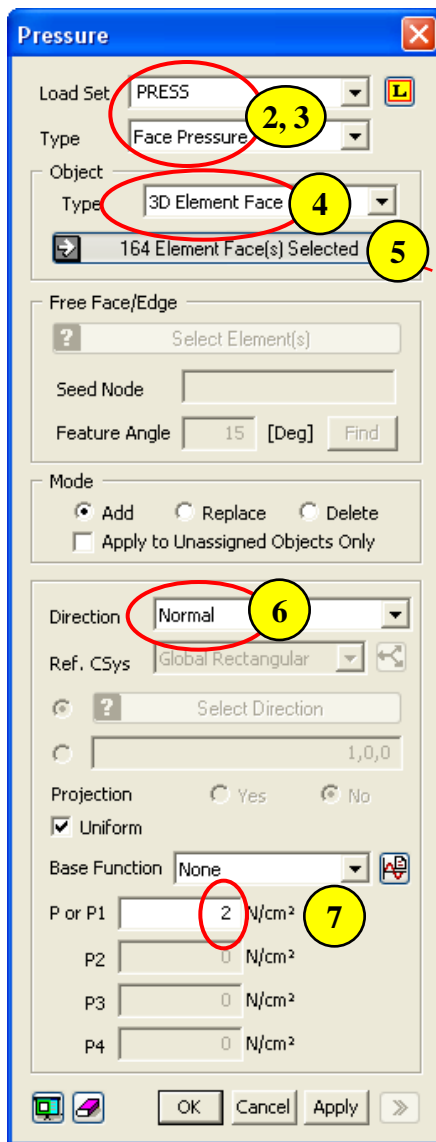 Pressure
Load Set PRESS L
2, 3
Type Face Pressure
Object
Type 3D Element Face 4
164 Element Face(s) Selected 5
Free Face/Edge
? Select Element(s)
Seed Node
Feature Angle 15 [Deg] Find
Mode
Add Replace Delete
Apply to Unassigned Objects Only
Direction Normal 6
Ref. CSys Global Rectangular
? Select Direction
1,0,0
Projection Yes No
Uniform
Base Function None
P or P1 2 N/cm² 7
P2 0 N/cm²
P3 0 N/cm²
P4 0 N/cm²
OK Cancel Apply >>